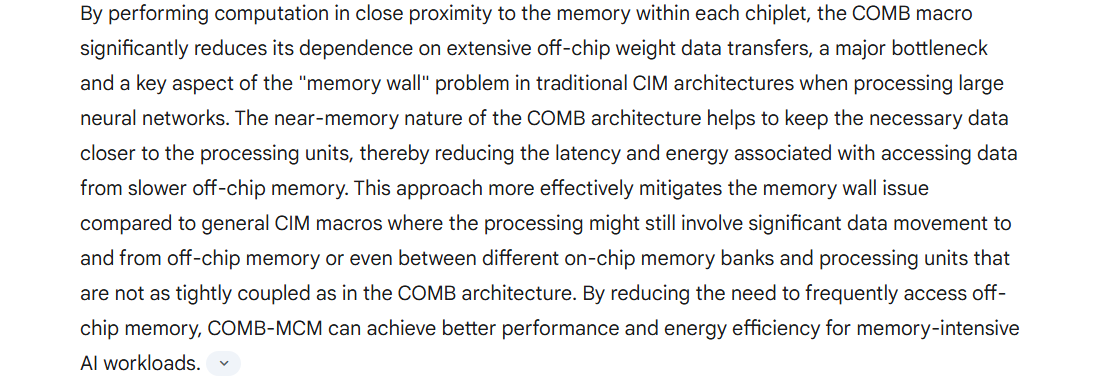 By performing computation in close proximity to the memory within each chiplet, the COMB macro
significantly reduces its dependence on extensive off-chip weight data transfers, a major bottleneck
and a key aspect of the "memory wall" problem in traditional CIM architectures when processing large
neural networks. The near-memory nature of the COMB architecture helps to keep the necessary data
closer to the processing units, thereby reducing the latency and energy associated with accessing data
from slower off-chip memory. This approach more effectively mitigates the memory wall issue
compared to general CIM macros where the processing might still involve significant data movement to
and from off-chip memory or even between different on-chip memory banks and processing units that
are not as tightly coupled as in the COMB architecture. By reducing the need to frequently access off-
chip memory, COMB-MCM can achieve better performance and energy efficiency for memory-intensive
AI workloads.